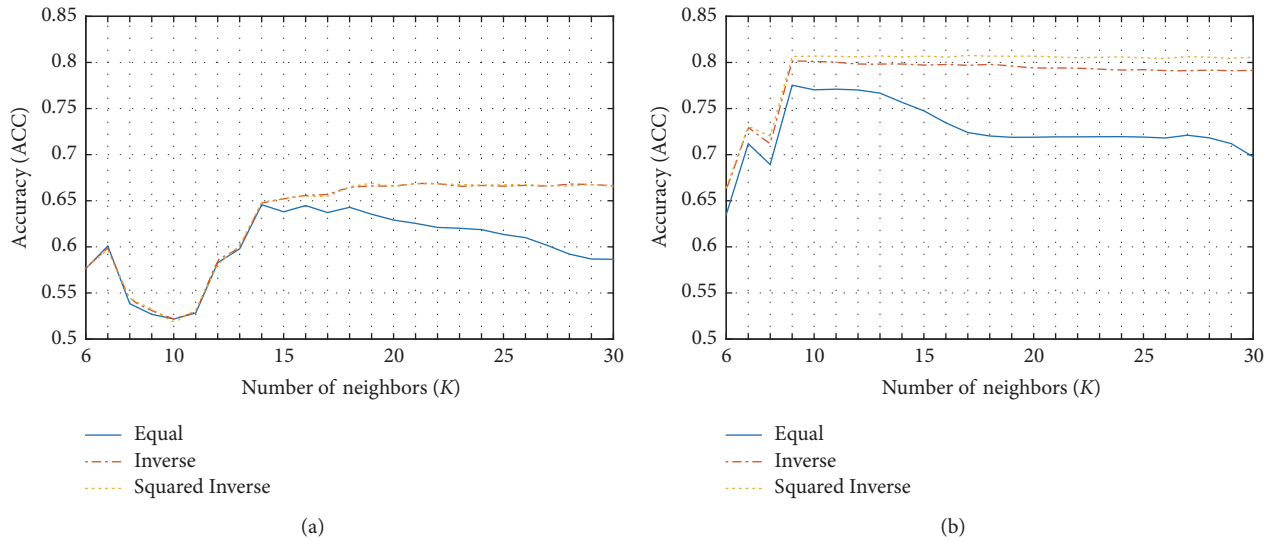 0.85
0.8
0.75
0.7
0.65
0.6
0.55
0.5
Accuracy (ACC)
6 10 15 20 25 30
Number of neighbors (K)
Equal
Inverse
Squared Inverse
(a)
0.85
0.8
0.75
0.7
0.65
0.6
0.55
0.5
Accuracy (ACC)
6 10 15 20 25 30
Number of neighbors (K)
Equal
Inverse
Squared Inverse
(b)